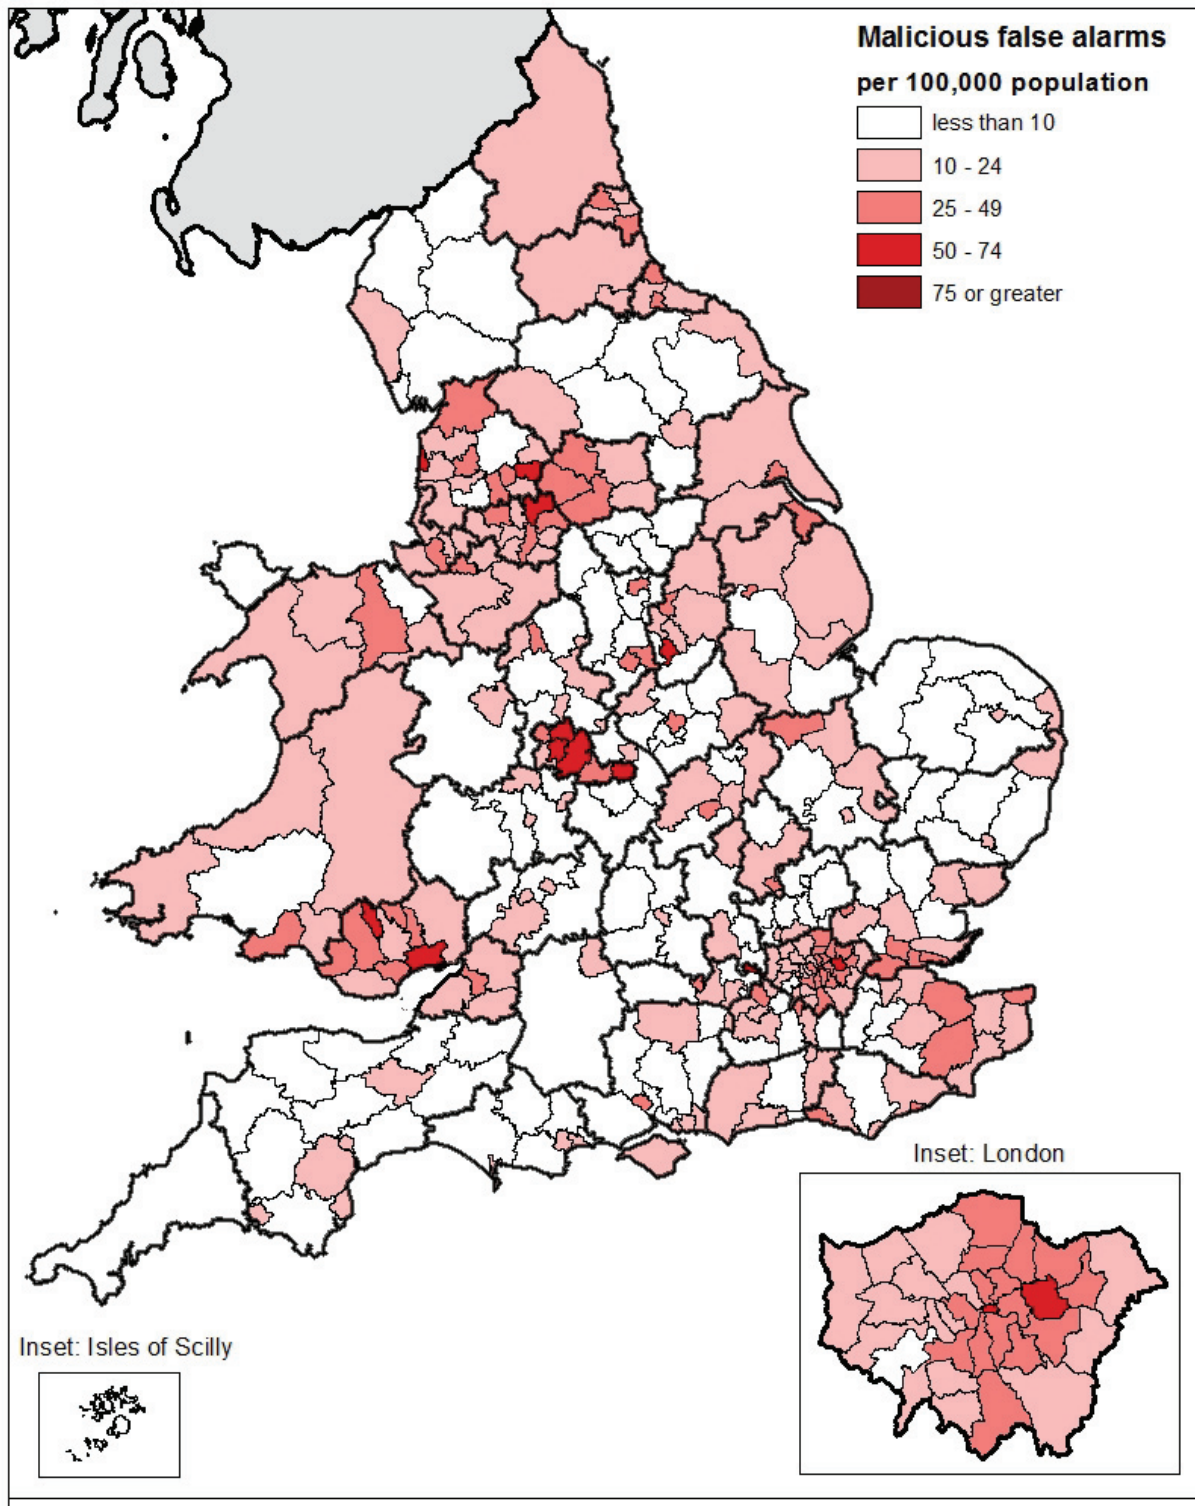 Malicious false alarms
per 100,000 population
less than 10
10 - 24
25 - 49
50 - 74
75 or greater
Inset: London
Inset: Isles of Scilly